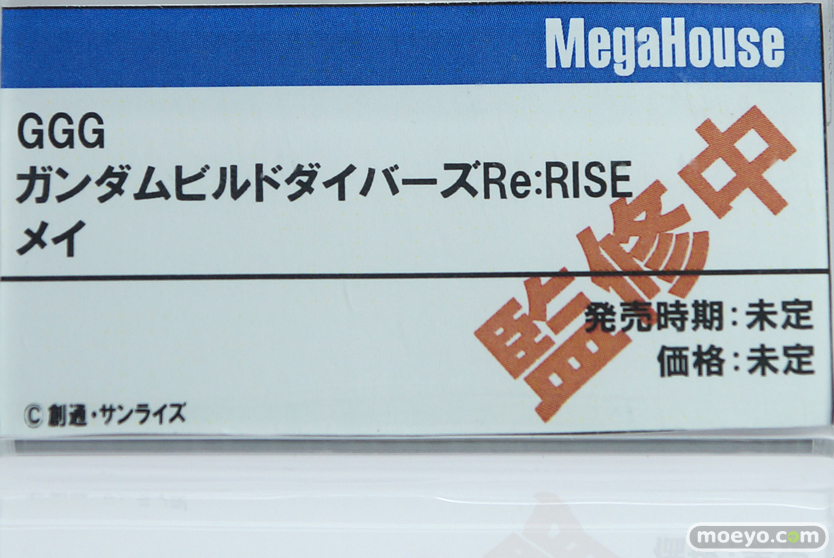 MegaHouse
GGG
ガンダムビルドダイバーズRe:RISE
メイ
監修中
発売時期:未定
価格:未定
© 創通・サンライズ
moeyo.com